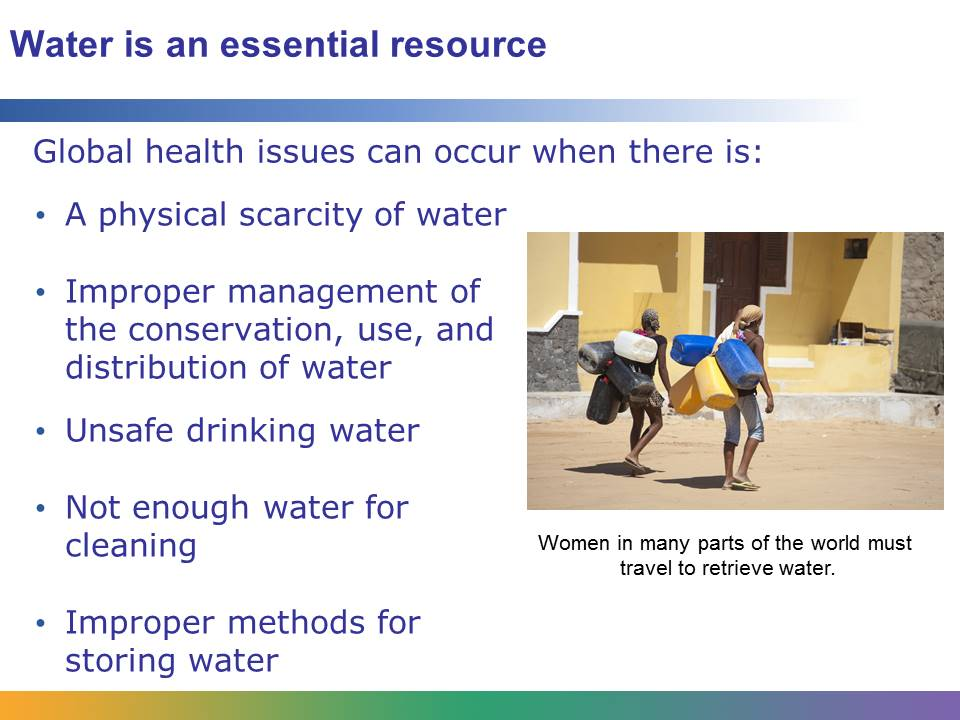 Water is an essential resource
Global health issues can occur when there is:
• A physical scarcity of water
• Improper management of
the conservation, use, and
distribution of water
• Unsafe drinking water
• Not enough water for
cleaning
• Improper methods for
storing water
Women in many parts of the world must
travel to retrieve water.